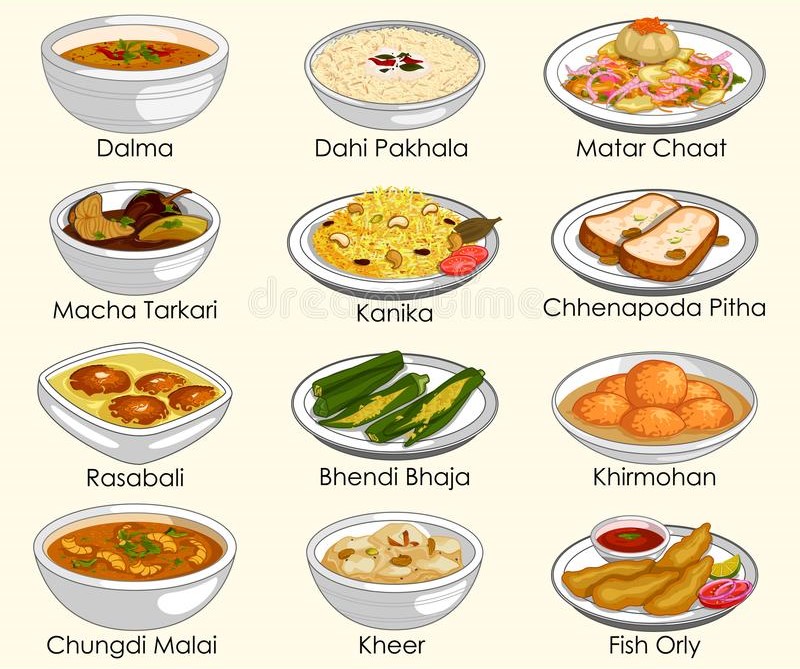 Dalma
Dahi Pakhala
Matar Chaat
Macha Tarkari
Kanika
Chhenapoda Pitha
dreamstime
Rasabali
Bhendi Bhaja
Khirmohan
Chungdi Malai
Kheer
Fish Orly